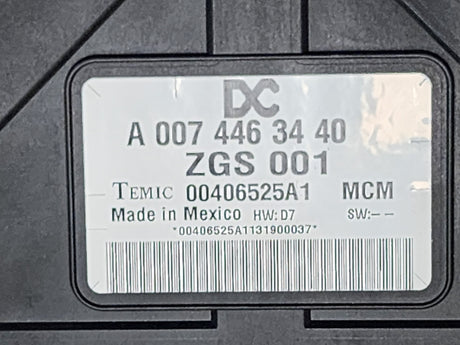 DC
A 007 446 34 40
ZGS 001
TEMIC 00406525A1 MCM
Made in Mexico HW: D7 SW:--
*00406525A1131900037*